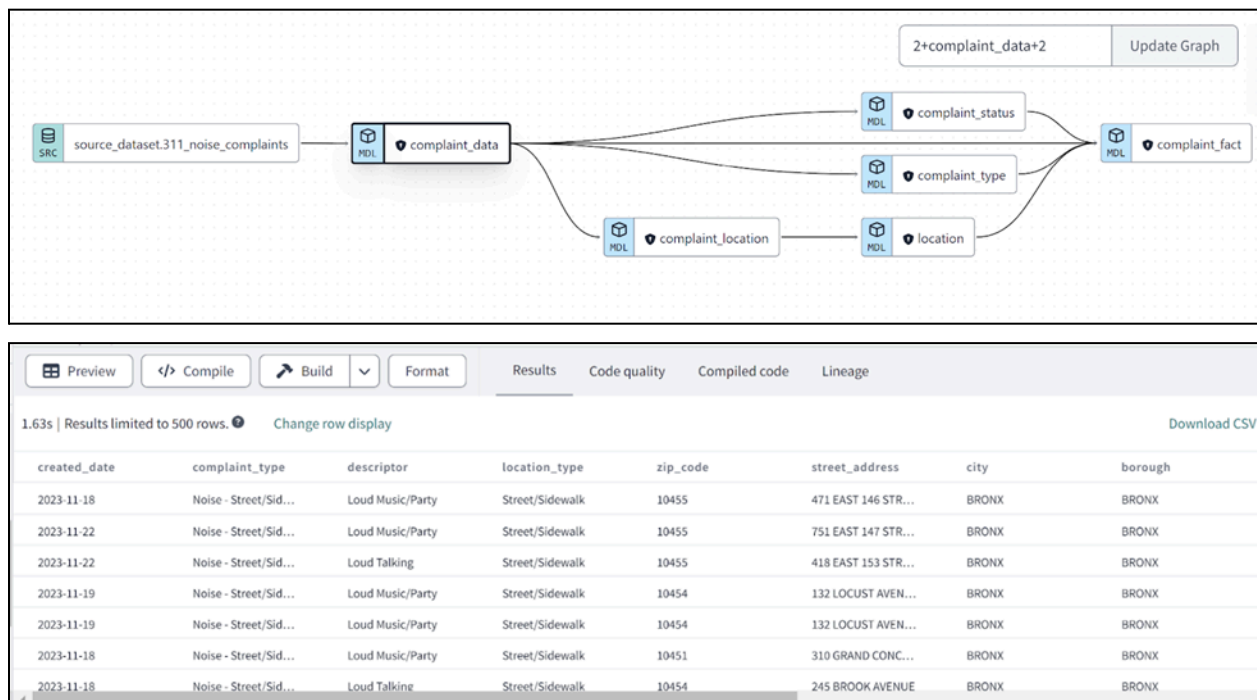 2+complaint_data+2 Update Graph
SRC source_dataset.311_noise_complaints
MDL complaint_data
MDL complaint_status
MDL complaint_type
MDL complaint_location
MDL location
MDL complaint_fact
Preview </> Compile Build Format Results Code quality Compiled code Lineage
1.63s | Results limited to 500 rows. ? Change row display Download CSV
created_date complaint_type descriptor location_type zip_code street_address city borough
2023-11-18 Noise - Street/Sid... Loud Music/Party Street/Sidewalk 10455 471 EAST 146 STR... BRONX BRONX
2023-11-22 Noise - Street/Sid... Loud Music/Party Street/Sidewalk 10455 751 EAST 147 STR... BRONX BRONX
2023-11-22 Noise - Street/Sid... Loud Talking Street/Sidewalk 10455 418 EAST 153 STR... BRONX BRONX
2023-11-19 Noise - Street/Sid... Loud Music/Party Street/Sidewalk 10454 132 LOCUST AVEN... BRONX BRONX
2023-11-19 Noise - Street/Sid... Loud Music/Party Street/Sidewalk 10454 132 LOCUST AVEN... BRONX BRONX
2023-11-18 Noise - Street/Sid... Loud Music/Party Street/Sidewalk 10451 310 GRAND CONC... BRONX BRONX
2023-11-18 Noise - Street/Sid... Loud Talking Street/Sidewalk 10454 245 BROOK AVENUE BRONX BRONX